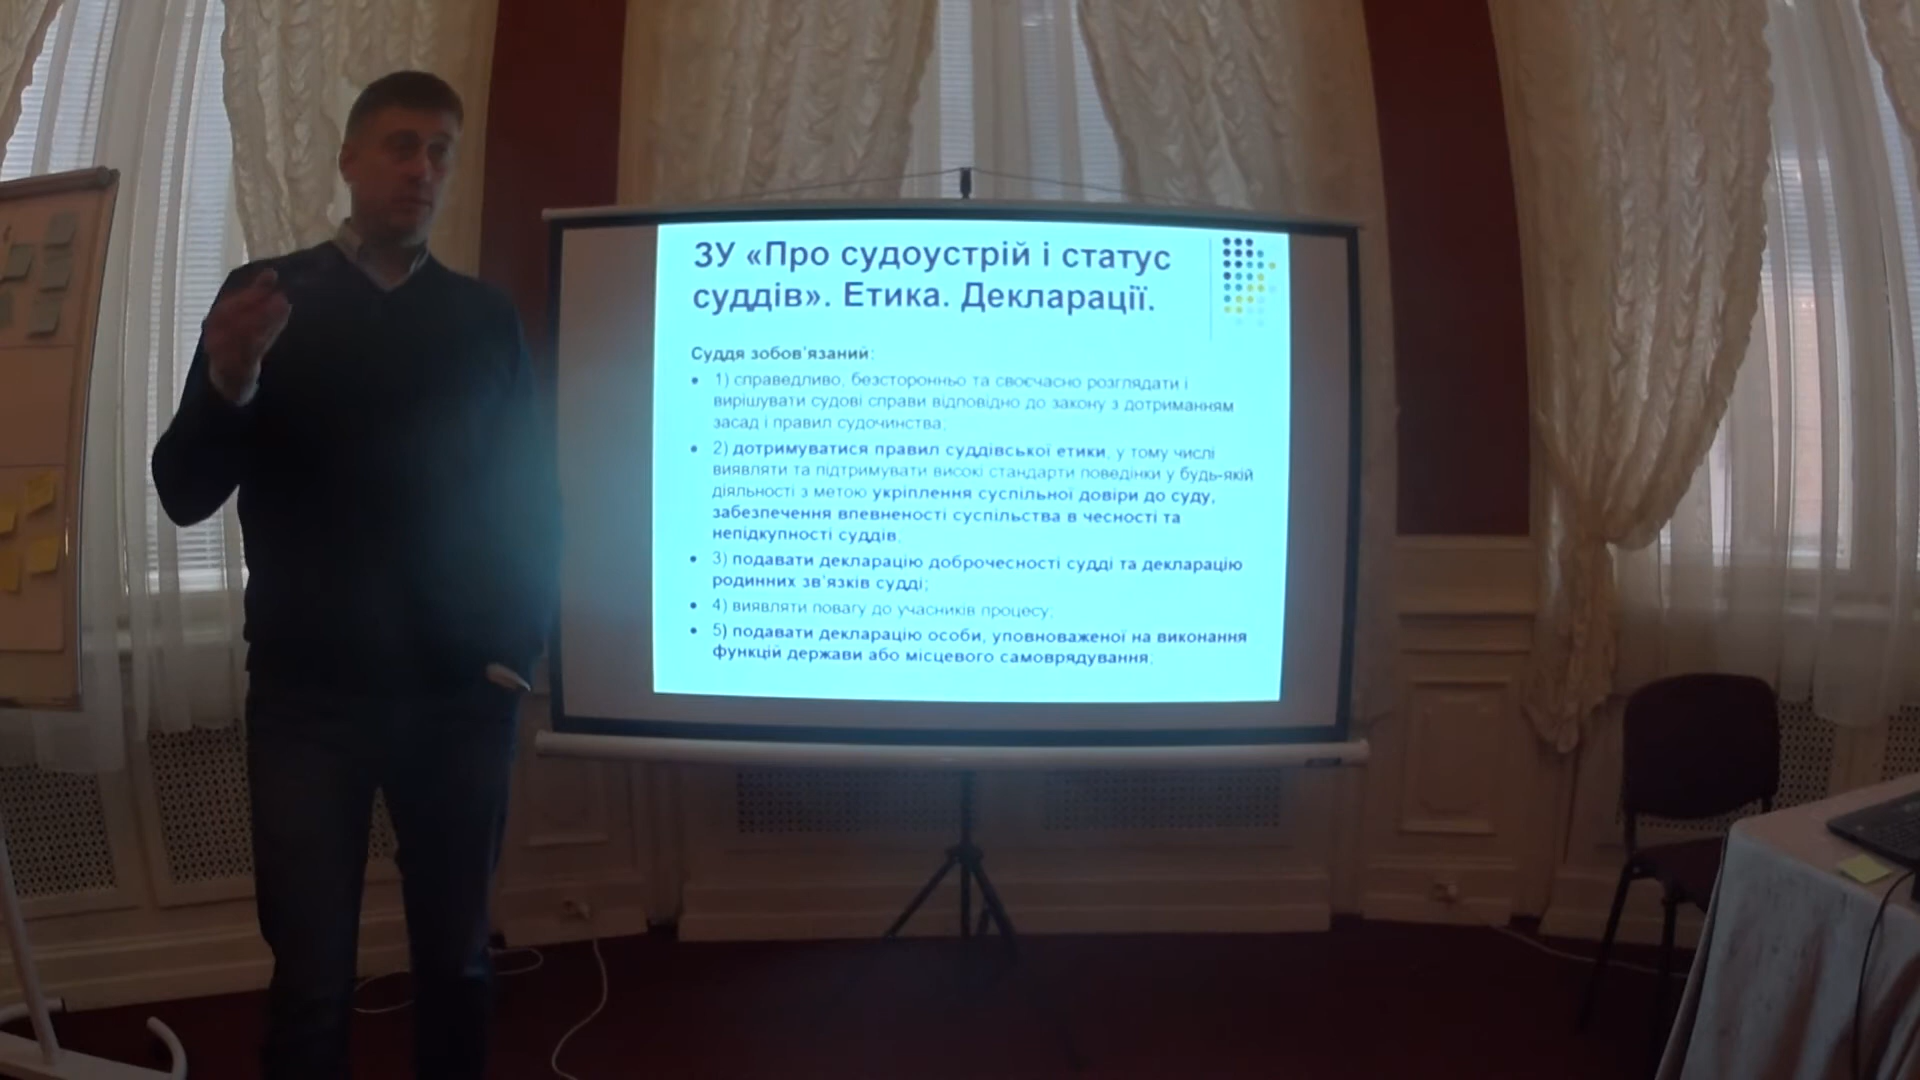 ЗУ «Про судоустрій і статус
суддів». Етика. Декларації.
Суддя зобов'язаний:
• 1) справедливо, безсторонньо та своєчасно розглядати і
вирішувати судові справи відповідно до закону з дотриманням
засад і правил судочинства;
• 2) дотримуватися правил суддівської етики, у тому числі
виявляти та підтримувати високі стандарти поведінки у будь-якій
діяльності з метою укріплення суспільної довіри до суду,
забезпечення впевненості суспільства в чесності та
непідкупності суддів;
• 3) подавати декларацію доброчесності судді та декларацію
родинних зв'язків судді;
• 4) виявляти повагу до учасників процесу;
• 5) подавати декларацію особи, уповноваженої на виконання
функцій держави або місцевого самоврядування;